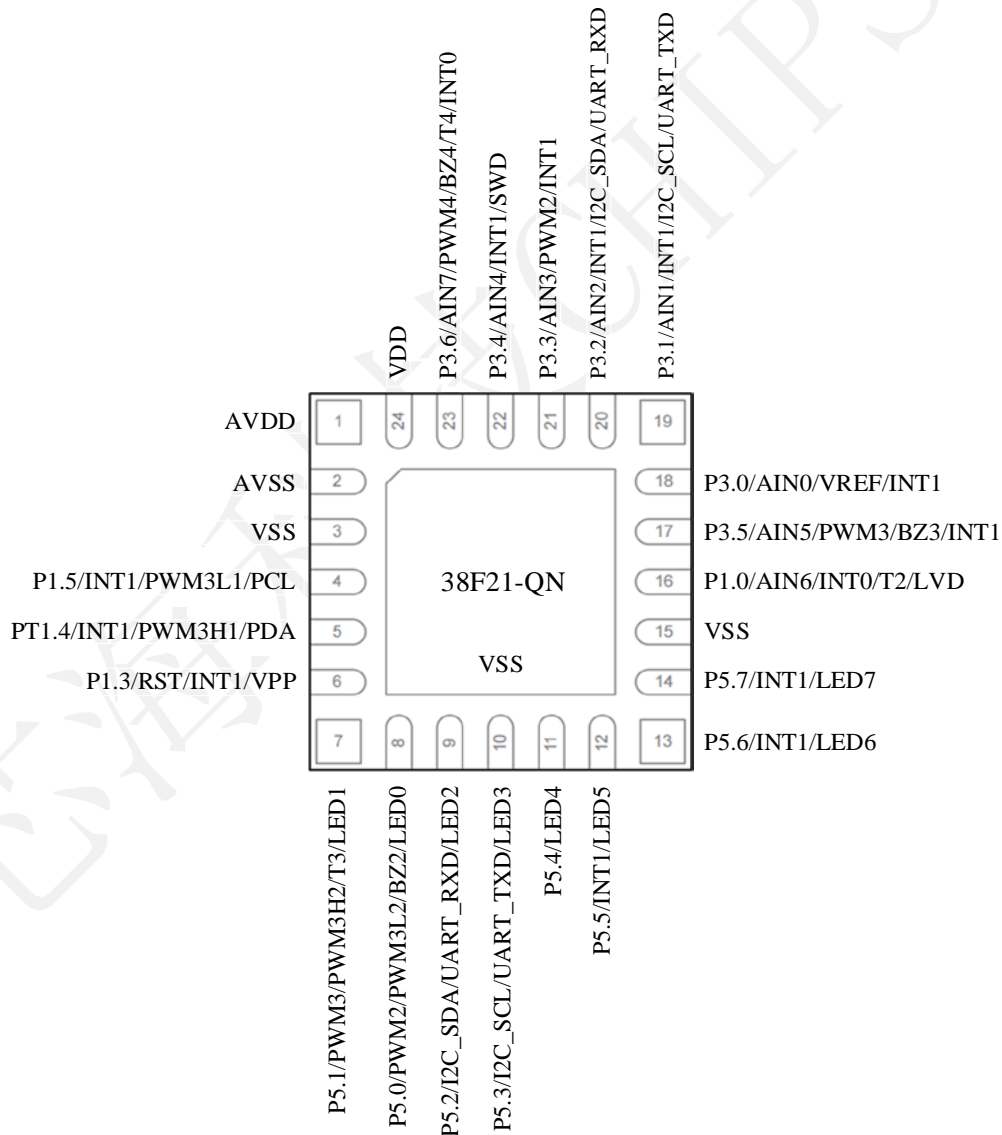 P3.6/AIN7/PWM4/BZ4/T4/INT0
P3.4/AIN4/INT1/SWD
P3.3/AIN3/PWM2/INT1
P3.2/AIN2/INT1/I2C_SDA/UART_RXD
P3.1/AIN1/INT1/I2C_SCL/UART_TXD
VDD
AVDD
1
24
23
22
21
20
19
AVSS
2
18
P3.0/AIN0/VREF/INT1
VSS
3
17
P3.5/AIN5/PWM3/BZ3/INT1
P1.5/INT1/PWM3L1/PCL
4
38F21-QN
16
P1.0/AIN6/INT0/T2/LVD
PT1.4/INT1/PWM3H1/PDA
5
15
VSS
P1.3/RST/INT1/VPP
6
VSS
14
P5.7/INT1/LED7
7
8
9
10
11
12
13
P5.6/INT1/LED6
P5.1/PWM3/PWM3H2/T3/LED1
P5.0/PWM2/PWM3L2/BZ2/LED0
P5.2/I2C_SDA/UART_RXD/LED2
P5.3/I2C_SCL/UART_TXD/LED3
P5.4/LED4
P5.5/INT1/LED5